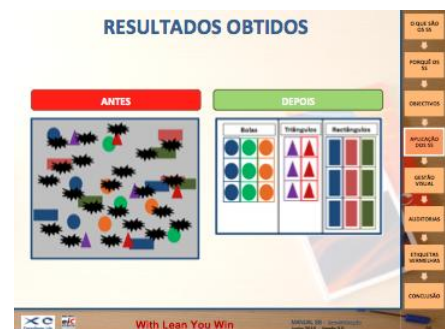 RESULTADOS OBTIDOS
ANTES
DEPOIS
Bolas
Triângulos
Rectângulos
O QUE SÃO
OS 5S
PORQUÊ OS
5S
OBJECTIVOS
APLICAÇÃO
DOS 5S
GESTÃO
VISUAL
AUDITORIAS
ETIQUETAS
VERMELHAS
CONCLUSÃO
With Lean You Win